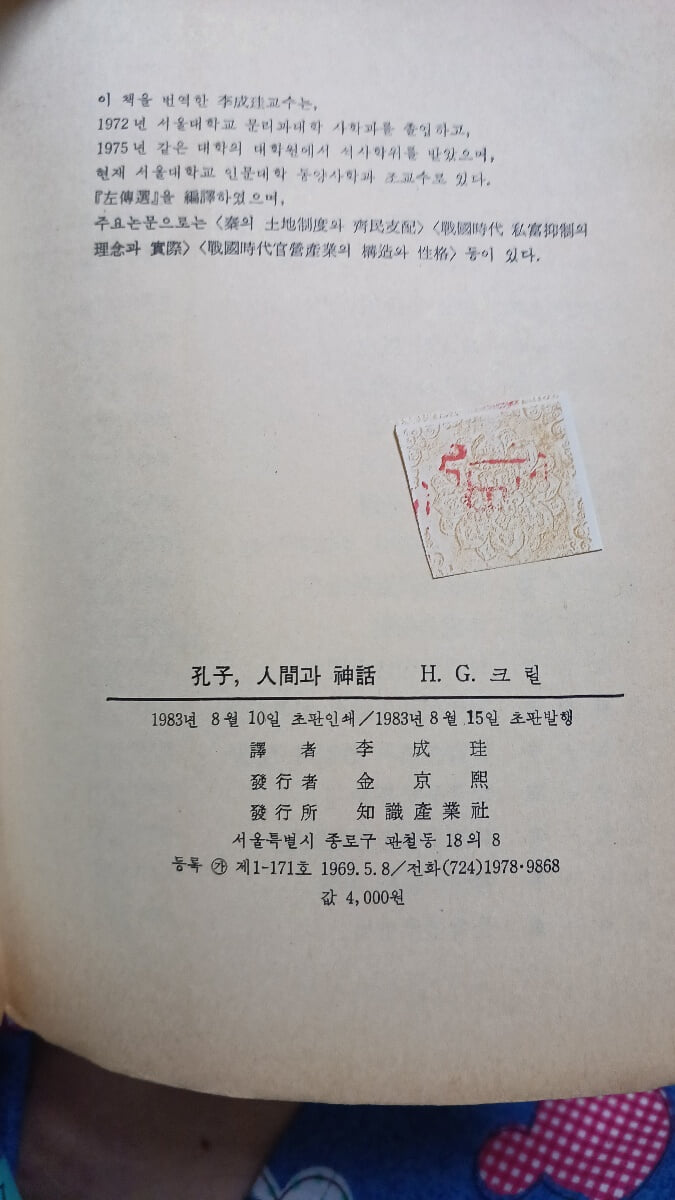 이 책을 번역한 李成珪교수는,
1972년 서울대학교 문리과대학 사학과를 졸업하고,
1975년 같은 대학의 대학원에서 석사학위를 받았으며,
현재 서울대학교 인문대학 동양사학과 조교수로 있다.
『左傳選』을 編譯하였으며,
주요논문으로는 〈秦의 土地制度와 齊民支配〉〈戰國時代 私富抑制의
理念과 實際〉〈戰國時代官營產業의 構造와 性格〉 등이 있다.
孔子, 人間과 神話 H. G. 크릴
1983년 8월 10일 초판인쇄/1983년 8월 15일 초판발행
譯者 李成珪
發行者 金京熙
發行所 知識產業社
서울특별시 종로구 관철동 18의 8
등록 ㉮ 제1-171호 1969.5.8/전화(724)1978·9868
값 4,000원